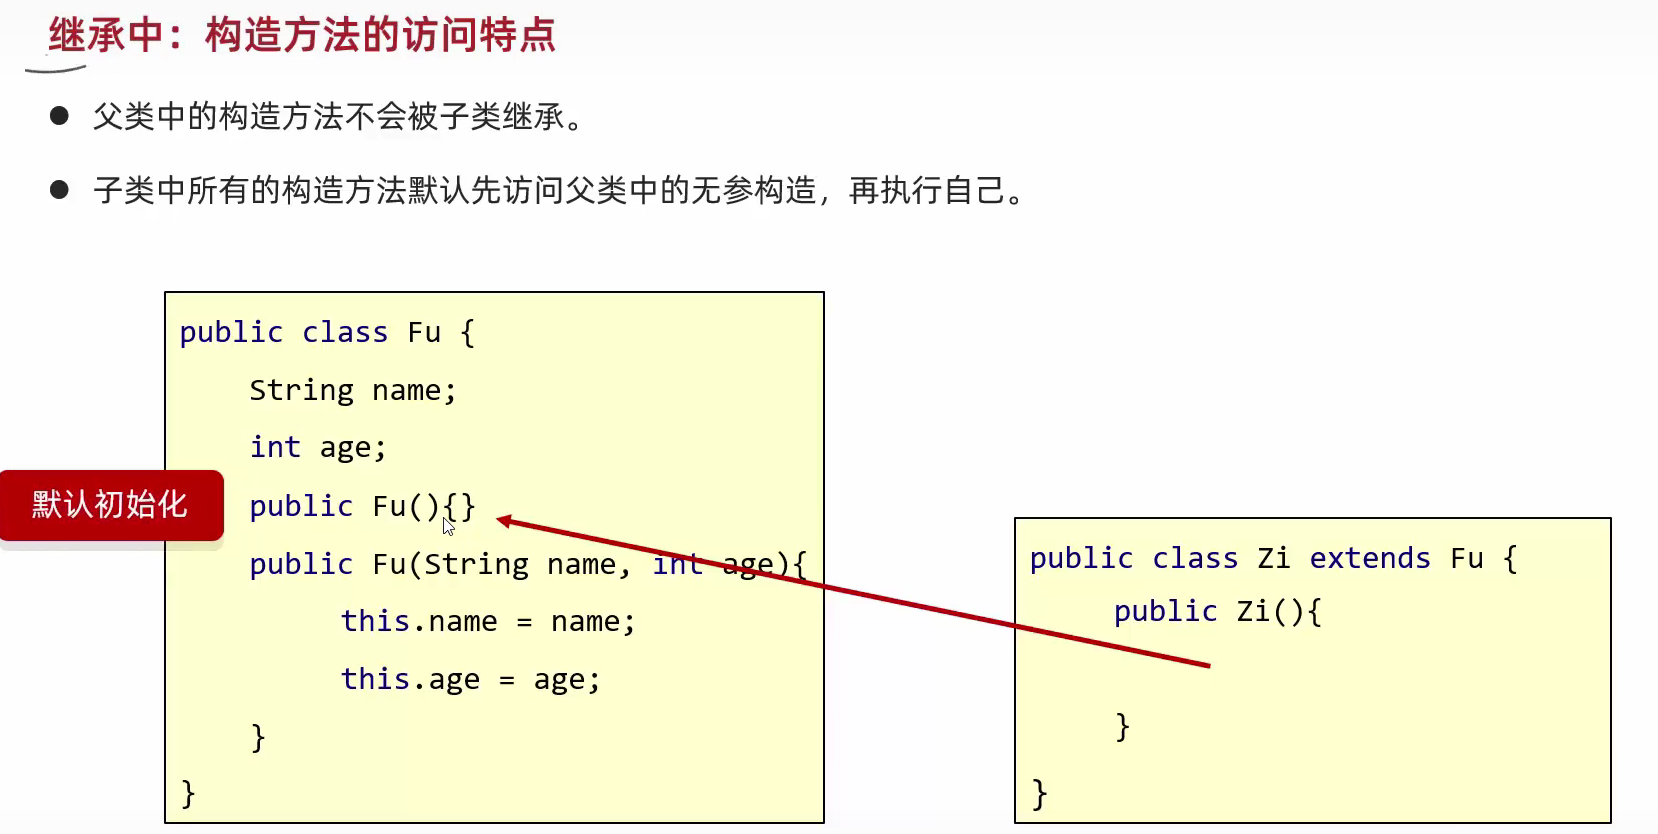 继承中：构造方法的访问特点
● 父类中的构造方法不会被子类继承。
● 子类中所有的构造方法默认先访问父类中的无参构造，再执行自己。
public class Fu {
String name;
int age;
默认初始化
public Fu(){}
public Fu(String name, int age){
this.name = name;
this.age = age;
}
}
public class Zi extends Fu {
public Zi(){
}
}